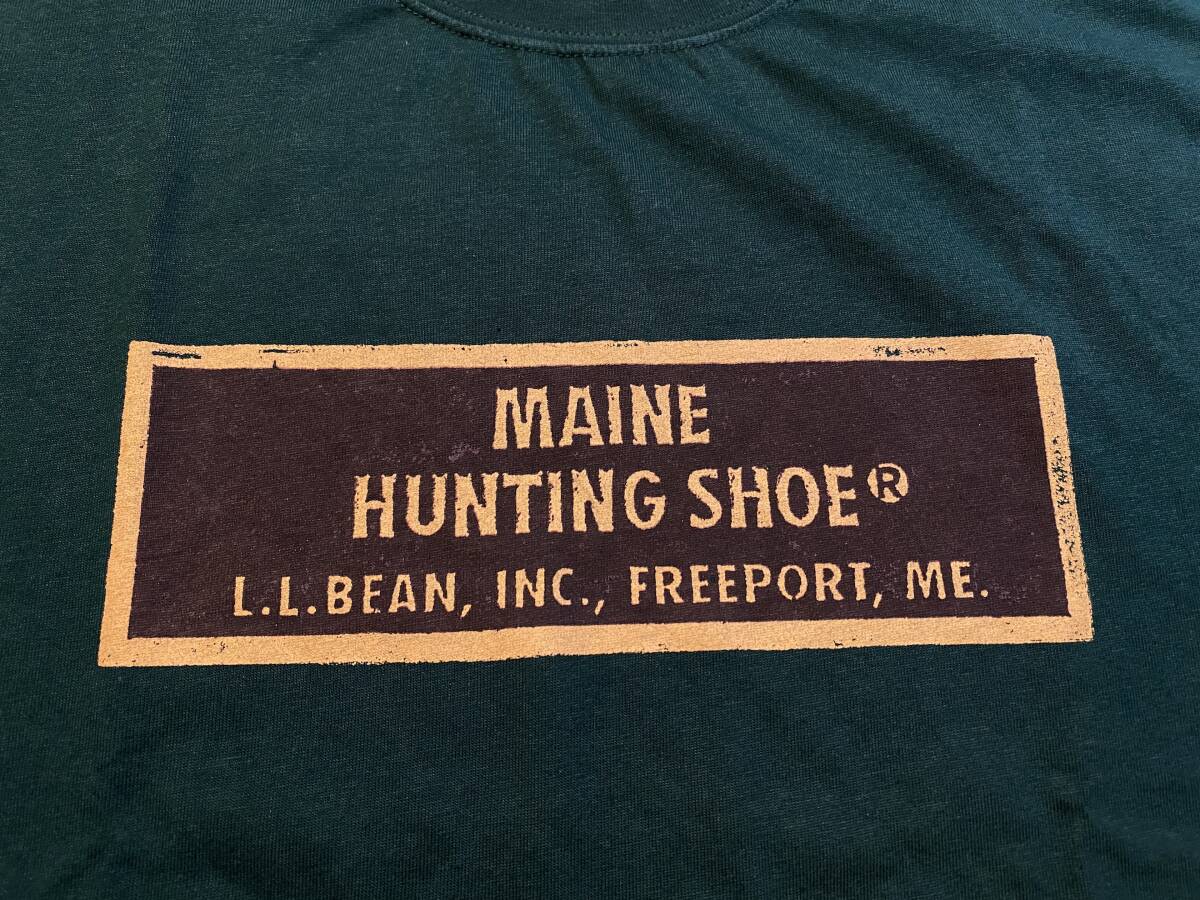 MAINE
HUNTING SHOE®
L.L.BEAN, INC., FREEPORT, ME.